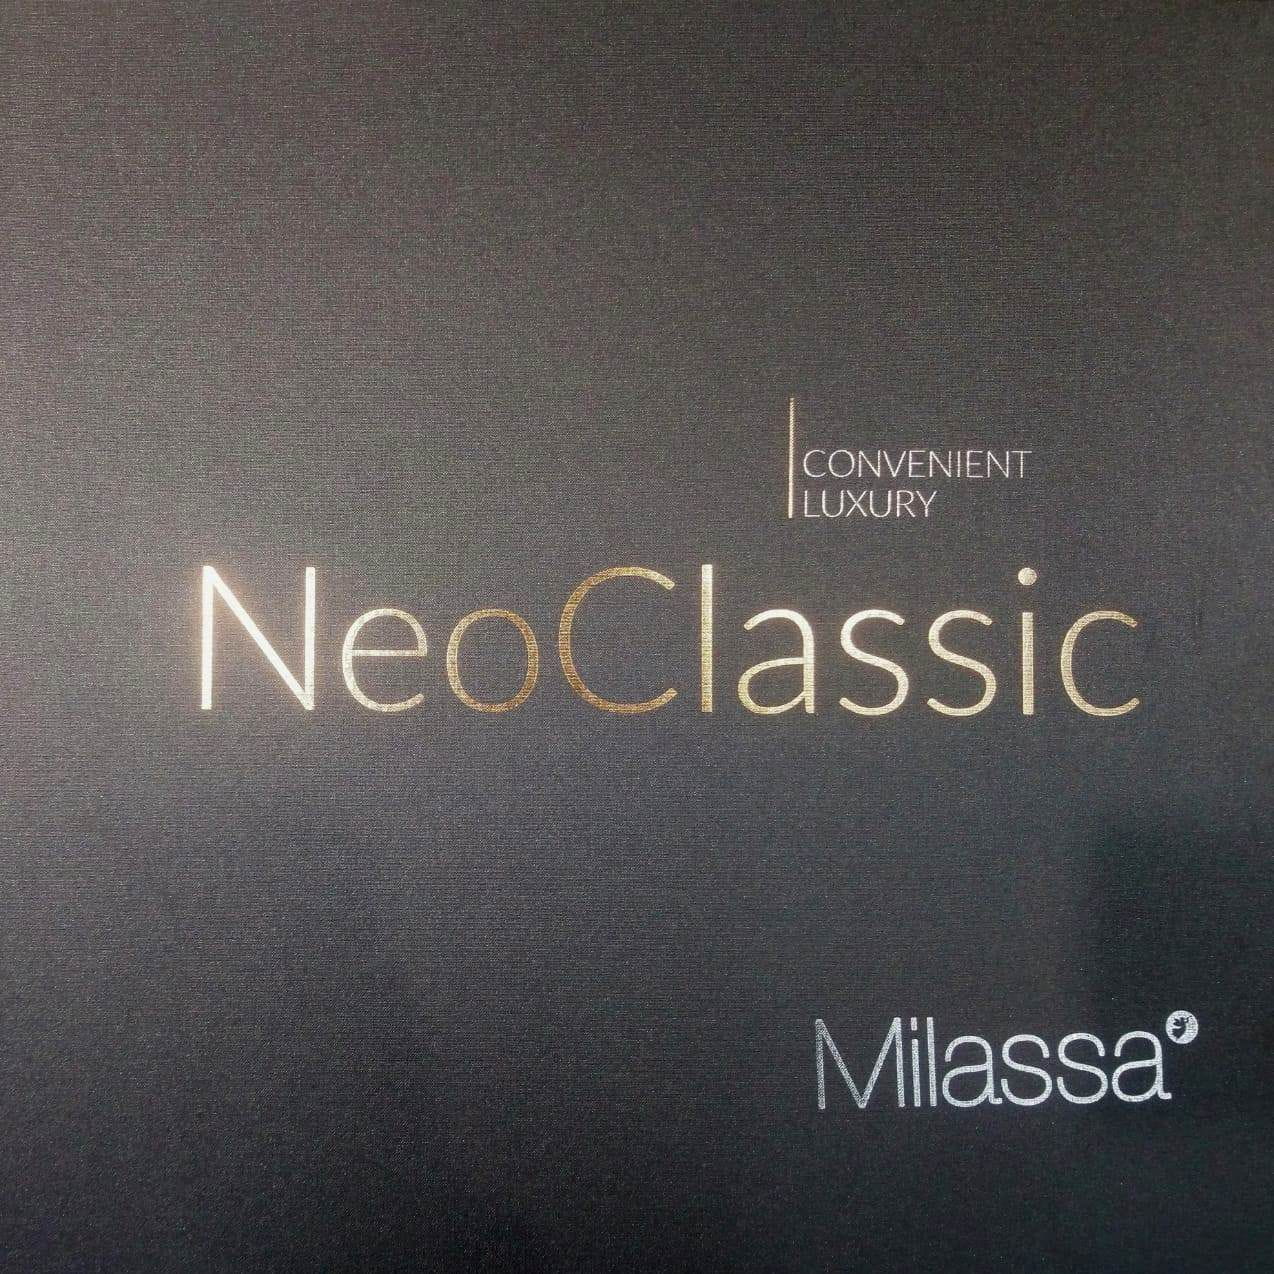 CONVENIENT
LUXURY
NeoClassic
Milassa